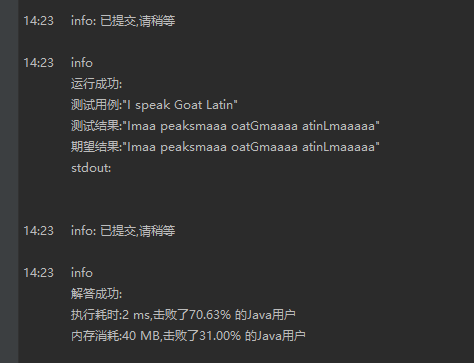 14:23 info: 已提交,请稍等
14:23 info
运行成功:
测试用例:"I speak Goat Latin"
测试结果:"Imaa peaksmaaa oatGmaaaa atinLmaaaaa"
期望结果:"Imaa peaksmaaa oatGmaaaa atinLmaaaaa"
stdout:
14:23 info: 已提交,请稍等
14:23 info
解答成功:
执行耗时:2 ms,击败了70.63% 的Java用户
内存消耗:40 MB,击败了31.00% 的Java用户